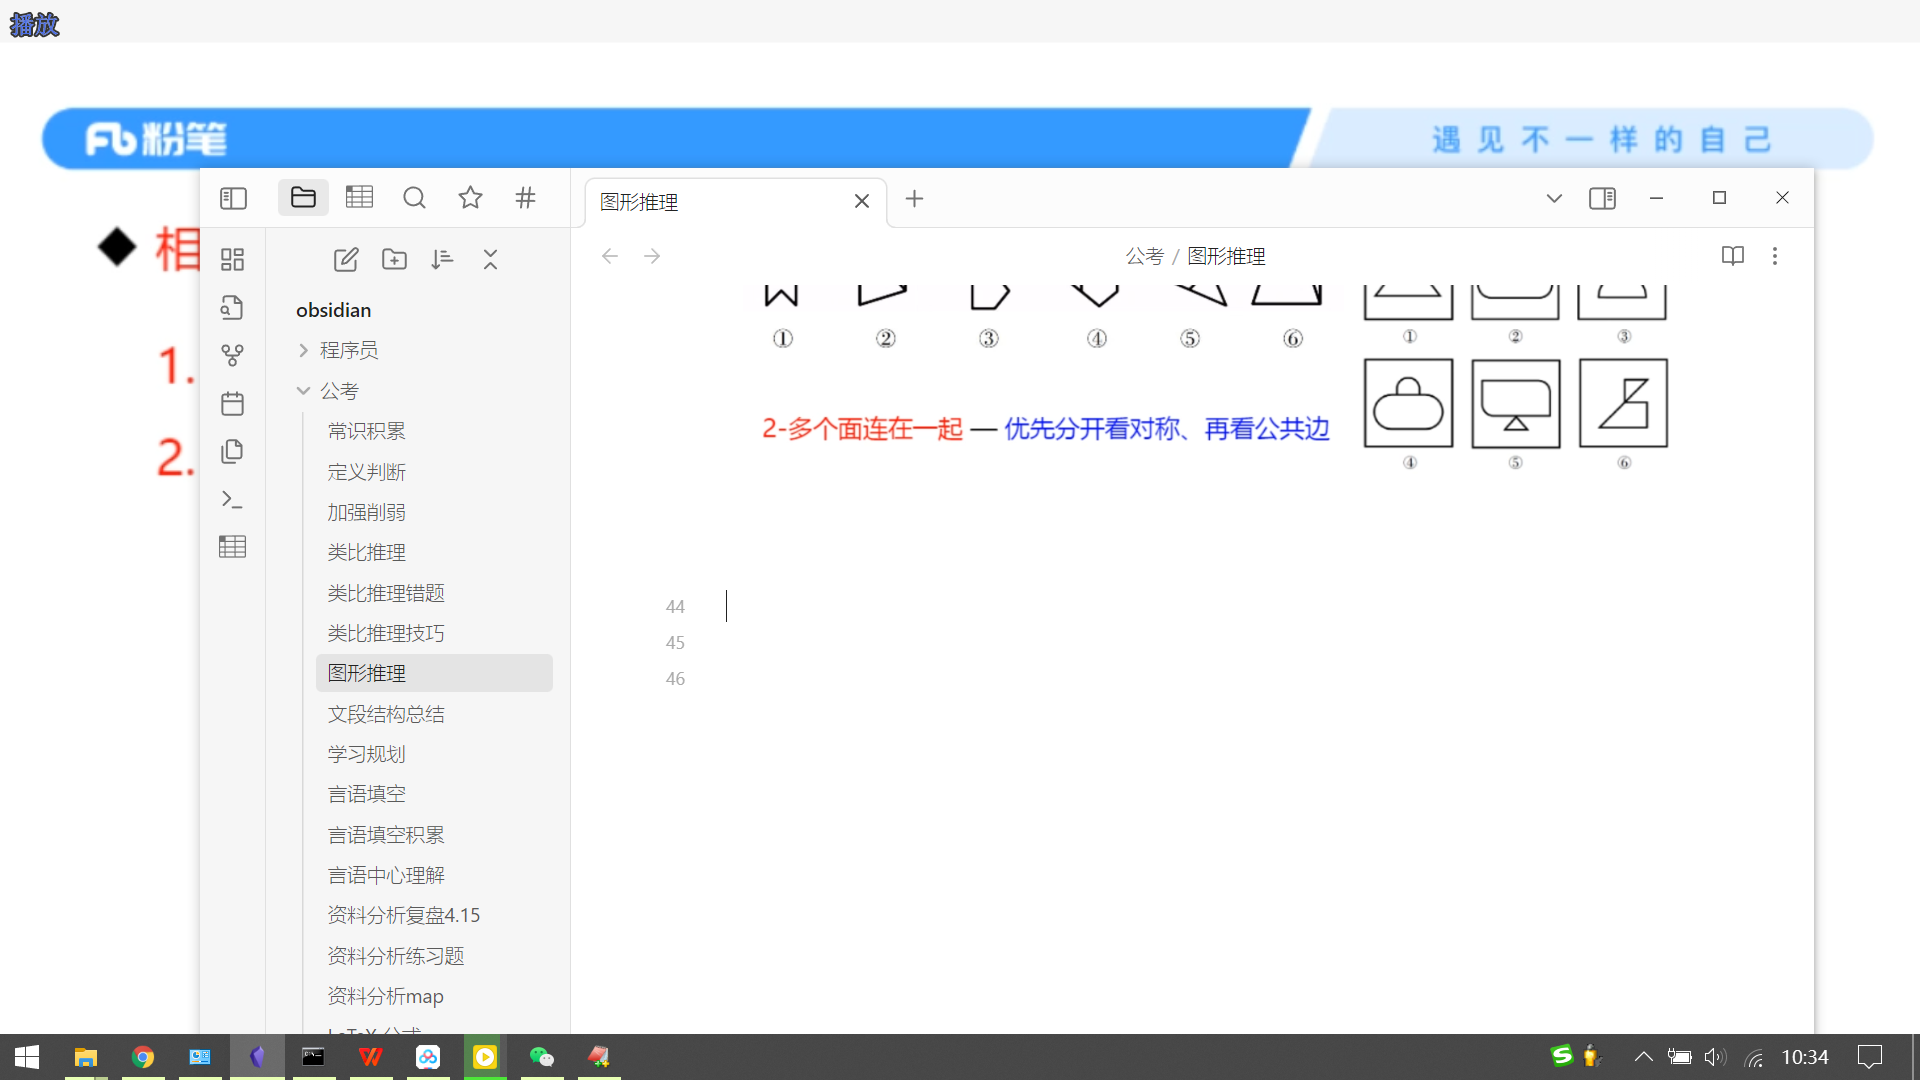 播放
粉笔
遇见不一样的自己
相
1.
2.
图形推理
公考 / 图形推理
obsidian
程序员
公考
常识积累
定义判断
加强削弱
类比推理
类比推理错题
类比推理技巧
图形推理
文段结构总结
学习规划
言语填空
言语填空积累
言语中心理解
资料分析复盘4.15
资料分析练习题
资料分析map
① ② ③ ④ ⑤ ⑥
① ② ③
2-多个面连在一起 — 优先分开看对称、再看公共边
④ ⑤ ⑥
44
45
46
10:34